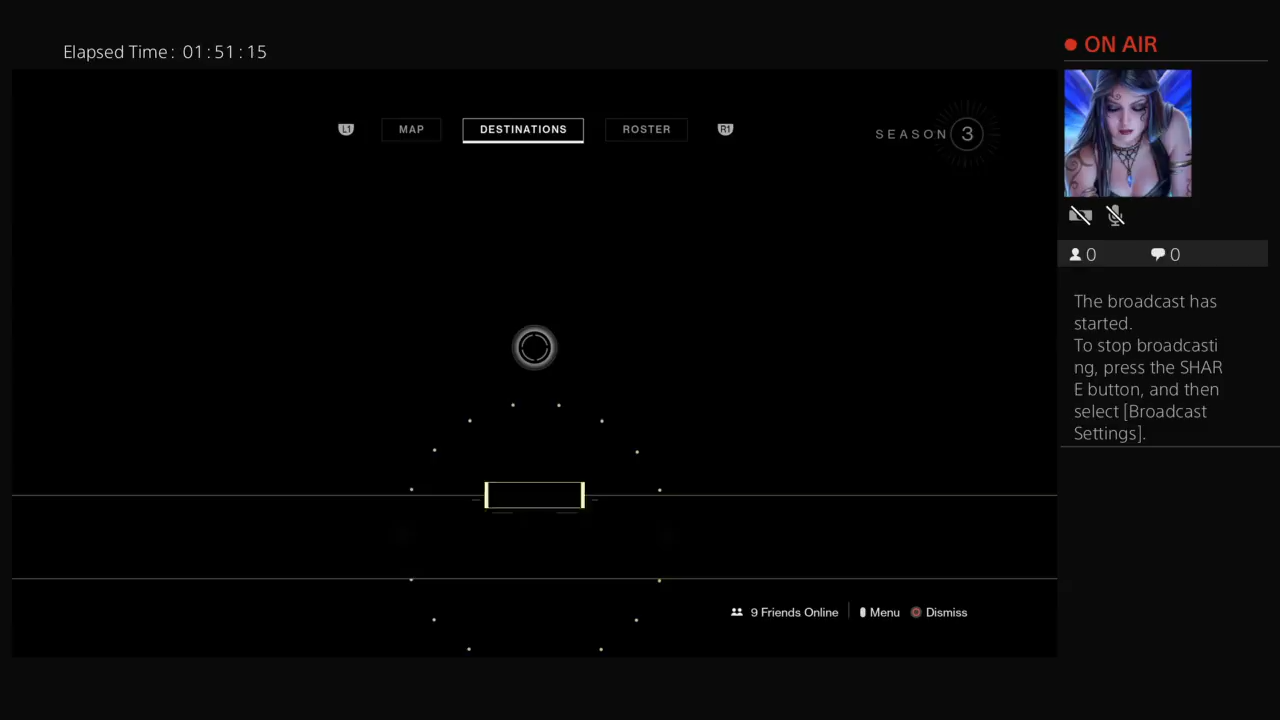 Elapsed Time: 01:51:15
ON AIR
L1
MAP
DESTINATIONS
ROSTER
R1
SEASON 3
0
0
The broadcast has
started.
To stop broadcasti
ng, press the SHAR
E button, and then
select [Broadcast
Settings].
9 Friends Online
Menu
Dismiss